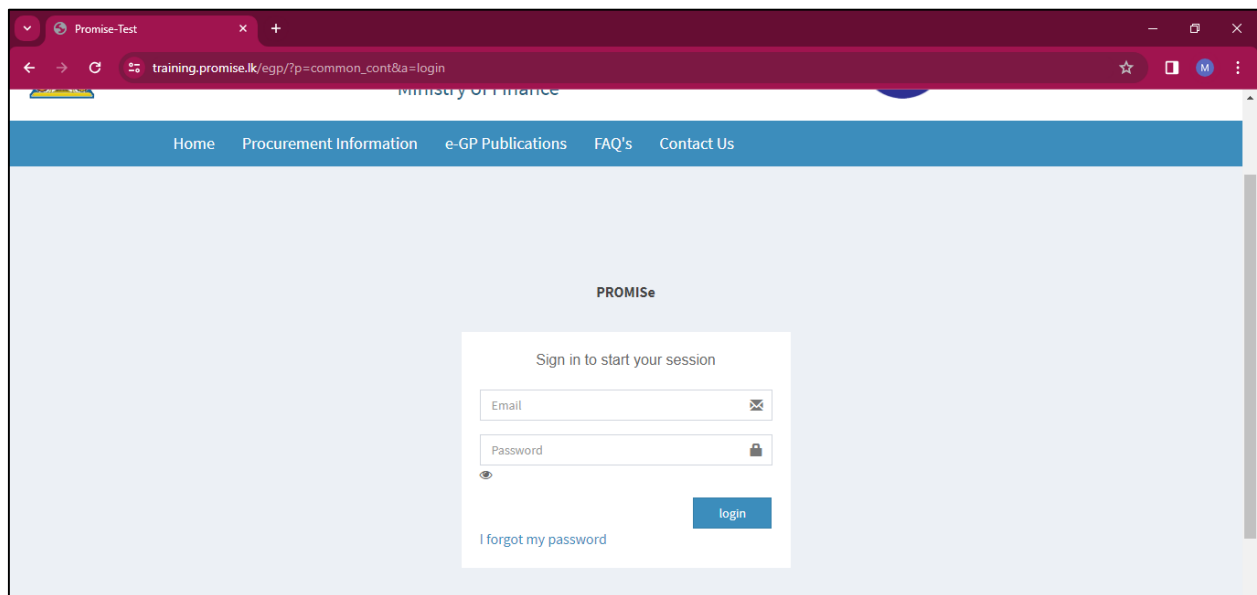 Promise-Test
training.promise.lk/egp/?p=common_cont&a=login
M
Ministry of Finance
Home Procurement Information e-GP Publications FAQ's Contact Us
PROMISe
Sign in to start your session
Email
Password
login
I forgot my password